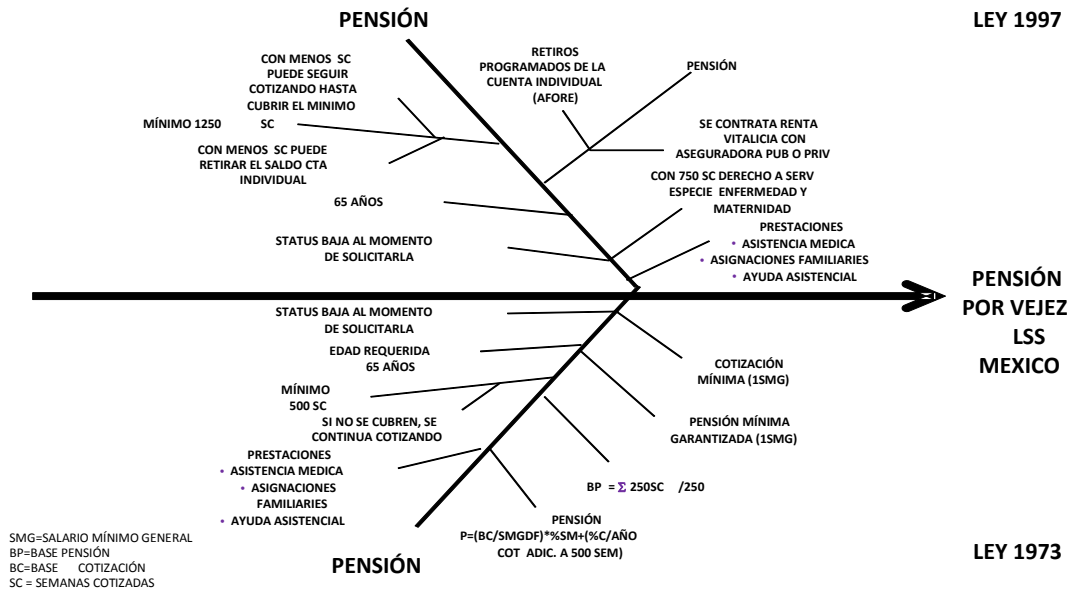 PENSIÓN
LEY 1997
CON MENOS SC
PUEDE SEGUIR
COTIZANDO HASTA
CUBRIR EL MINIMO
MÍNIMO 1250 SC
CON MENOS SC PUEDE
RETIRAR EL SALDO CTA
INDIVIDUAL
65 AÑOS
STATUS BAJA AL MOMENTO
DE SOLICITARLA
RETIROS
PROGRAMADOS DE LA
CUENTA INDIVIDUAL
(AFORE)
PENSIÓN
SE CONTRATA RENTA
VITALICIA CON
ASEGURADORA PUB O PRIV
CON 750 SC DERECHO A SERV
ESPECIE ENFERMEDAD Y
MATERNIDAD
PRESTACIONES
• ASISTENCIA MEDICA
• ASIGNACIONES FAMILIARIES
• AYUDA ASISTENCIAL
PENSIÓN
POR VEJEZ
LSS
MEXICO
STATUS BAJA AL MOMENTO
DE SOLICITARLA
EDAD REQUERIDA
65 AÑOS
MÍNIMO
500 SC
SI NO SE CUBREN, SE
CONTINUA COTIZANDO
PRESTACIONES
• ASISTENCIA MEDICA
• ASIGNACIONES
FAMILIARIES
• AYUDA ASISTENCIAL
COTIZACIÓN
MÍNIMA (1SMG)
PENSIÓN MÍNIMA
GARANTIZADA (1SMG)
BP = Σ 250SC /250
PENSIÓN
P=(BC/SMGDF)*%SM+(%C/AÑO
COT ADIC. A 500 SEM)
PENSIÓN
LEY 1973
SMG=SALARIO MÍNIMO GENERAL
BP=BASE PENSIÓN
BC=BASE COTIZACIÓN
SC = SEMANAS COTIZADAS